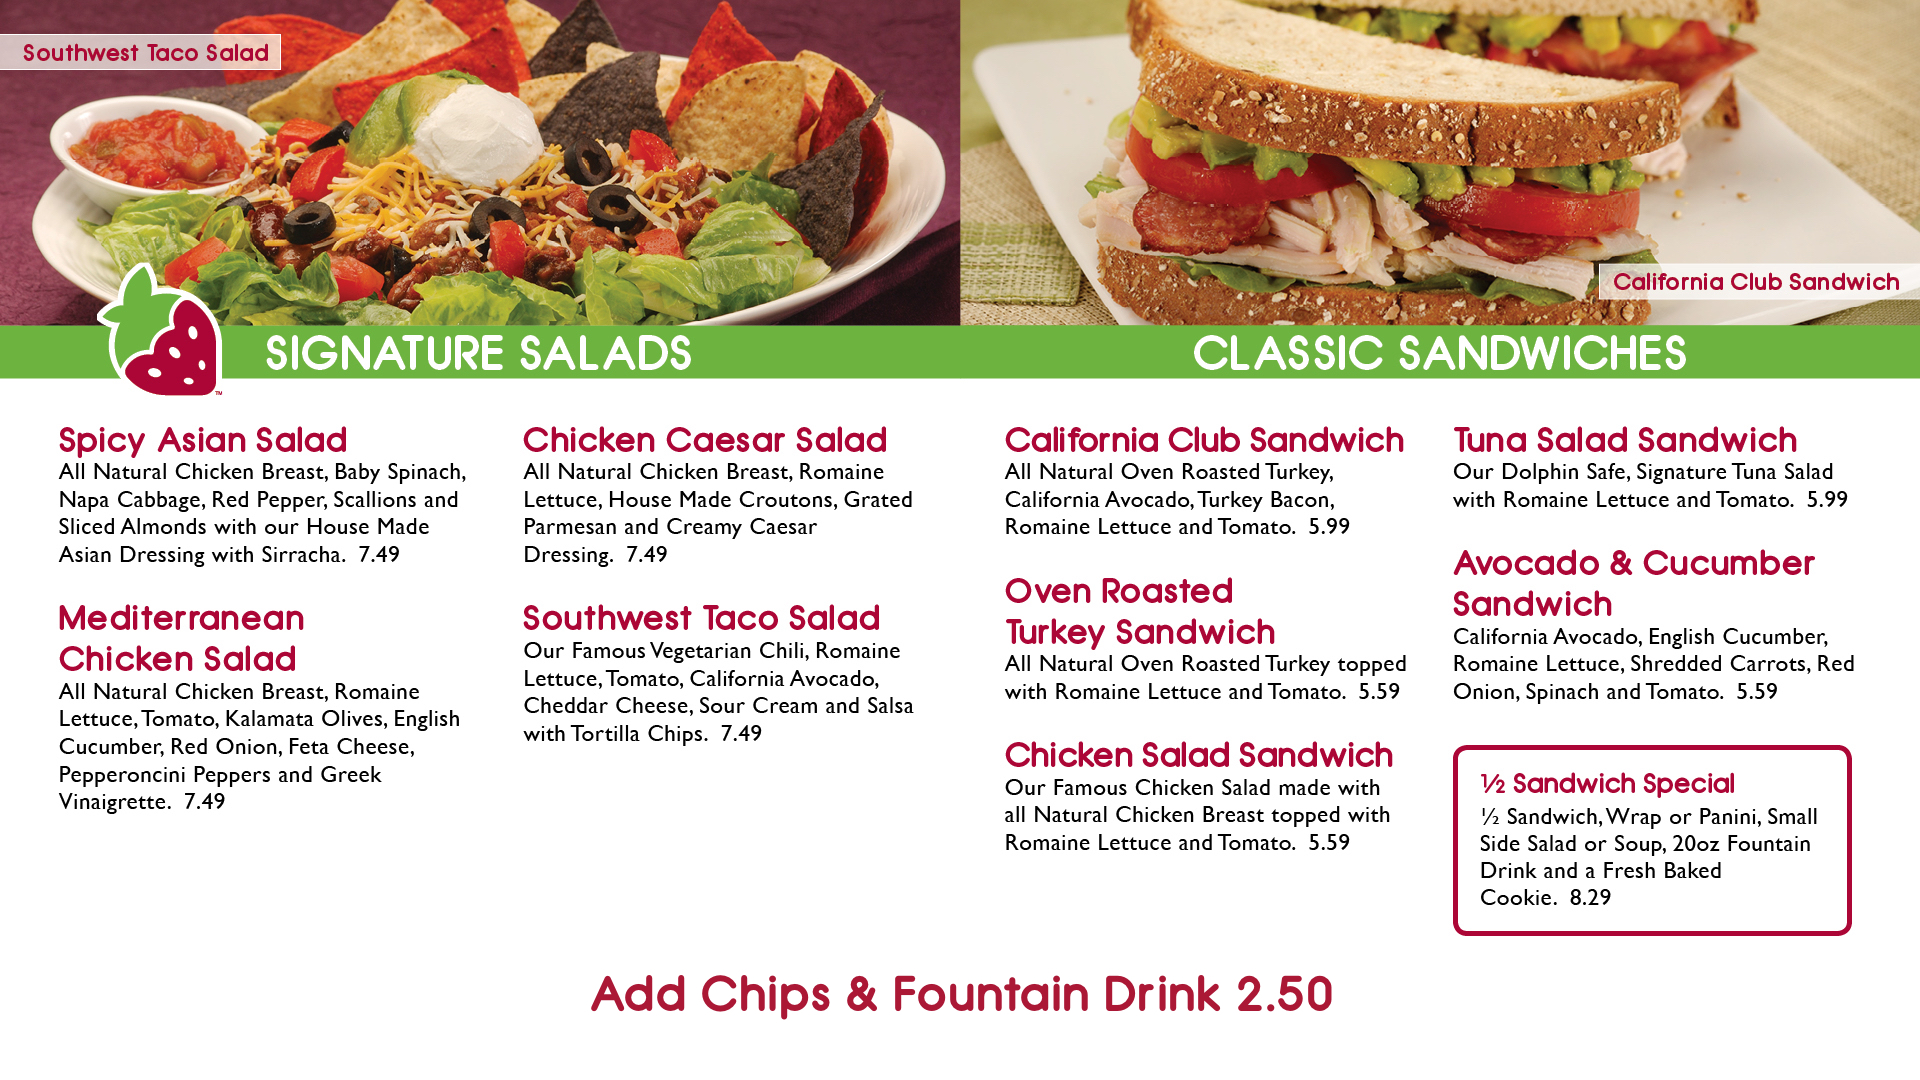 Southwest Taco Salad
California Club Sandwich
SIGNATURE SALADS
CLASSIC SANDWICHES
Spicy Asian Salad
All Natural Chicken Breast, Baby Spinach,
Napa Cabbage, Red Pepper, Scallions and
Sliced Almonds with our House Made
Asian Dressing with Sirracha.  7.49
Mediterranean
Chicken Salad
All Natural Chicken Breast, Romaine
Lettuce, Tomato, Kalamata Olives, English
Cucumber, Red Onion, Feta Cheese,
Pepperoncini Peppers and Greek
Vinaigrette.  7.49
Chicken Caesar Salad
All Natural Chicken Breast, Romaine
Lettuce, House Made Croutons, Grated
Parmesan and Creamy Caesar
Dressing.  7.49
Southwest Taco Salad
Our Famous Vegetarian Chili, Romaine
Lettuce, Tomato, California Avocado,
Cheddar Cheese, Sour Cream and Salsa
with Tortilla Chips.  7.49
California Club Sandwich
All Natural Oven Roasted Turkey,
California Avocado, Turkey Bacon,
Romaine Lettuce and Tomato.  5.99
Oven Roasted
Turkey Sandwich
All Natural Oven Roasted Turkey topped
with Romaine Lettuce and Tomato.  5.59
Chicken Salad Sandwich
Our Famous Chicken Salad made with
all Natural Chicken Breast topped with
Romaine Lettuce and Tomato.  5.59
Tuna Salad Sandwich
Our Dolphin Safe, Signature Tuna Salad
with Romaine Lettuce and Tomato.  5.99
Avocado & Cucumber
Sandwich
California Avocado, English Cucumber,
Romaine Lettuce, Shredded Carrots, Red
Onion, Spinach and Tomato.  5.59
½ Sandwich Special
½ Sandwich, Wrap or Panini, Small
Side Salad or Soup, 20oz Fountain
Drink and a Fresh Baked
Cookie.  8.29
Add Chips & Fountain Drink 2.50